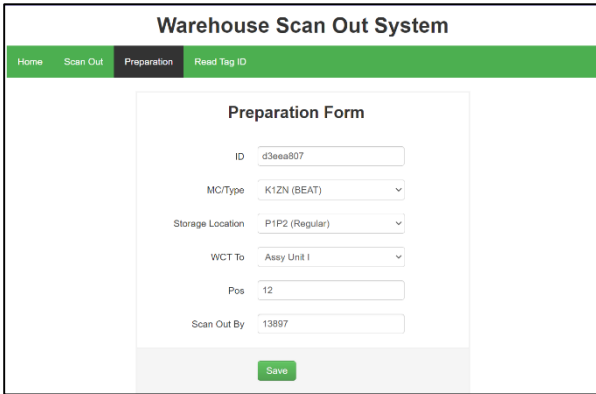 Warehouse Scan Out System
Home Scan Out Preparation Read Tag ID
Preparation Form
ID d3eea807
MC/Type K1ZN (BEAT)
Storage Location P1P2 (Regular)
WCT To Assy Unit I
Pos 12
Scan Out By 13897
Save